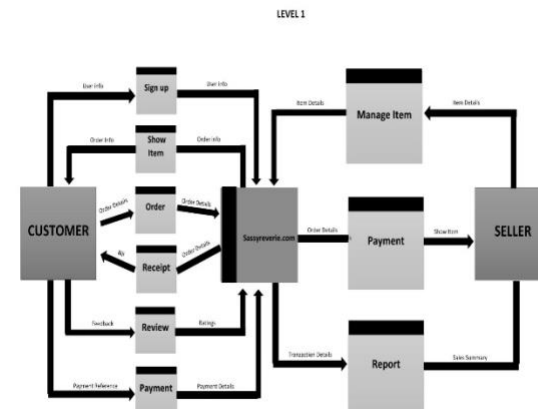 LEVEL 1
User Info
Sign up
User Info
Order Info
Show
Item
Order Info
Item Details
Manage Item
Item Details
CUSTOMER
Order Details
Order
Order Details
Sassyreverie.com
Order Details
Payment
Show Item
SELLER
Receipt
Order Details
Feedback
Review
Ratings
Transaction Details
Report
Sales Summary
Payment Reference
Payment
Payment Details